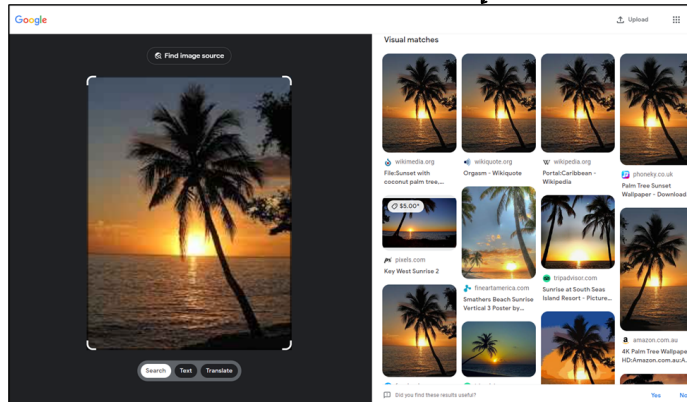 Google
Upload
Find image source
Visual matches
wikimedia.org
File:Sunset with
coconut palm tree....
wikiquote.org
Orgasm - Wikiquote
wikipedia.org
Portal:Caribbean -
Wikipedia
phoneky.co.uk
Palm Tree Sunset
Wallpaper - Download
$5.00*
pixels.com
Key West Sunrise 2
fineartamerica.com
Smathers Beach Sunrise
Vertical 3 Poster by...
tripadvisor.com
Sunrise at South Seas
Island Resort - Picture...
amazon.com.au
4K Palm Tree Wallpape
HD:Amazon.com.au:A.
Search
Text
Translate
Did you find these results useful?
Yes
No